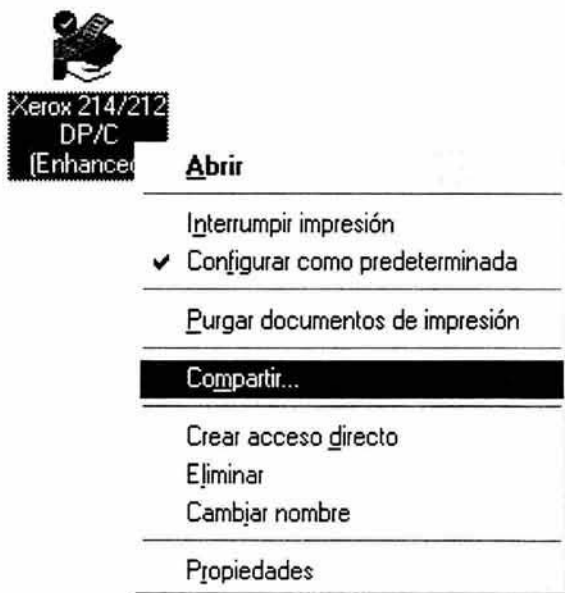 Xerox 214/212
DP/C
(Enhanced
Abrir
Interrumpir impresión
Configurar como predeterminada
Purgar documentos de impresión
Compartir...
Crear acceso directo
Eliminar
Cambiar nombre
Propiedades